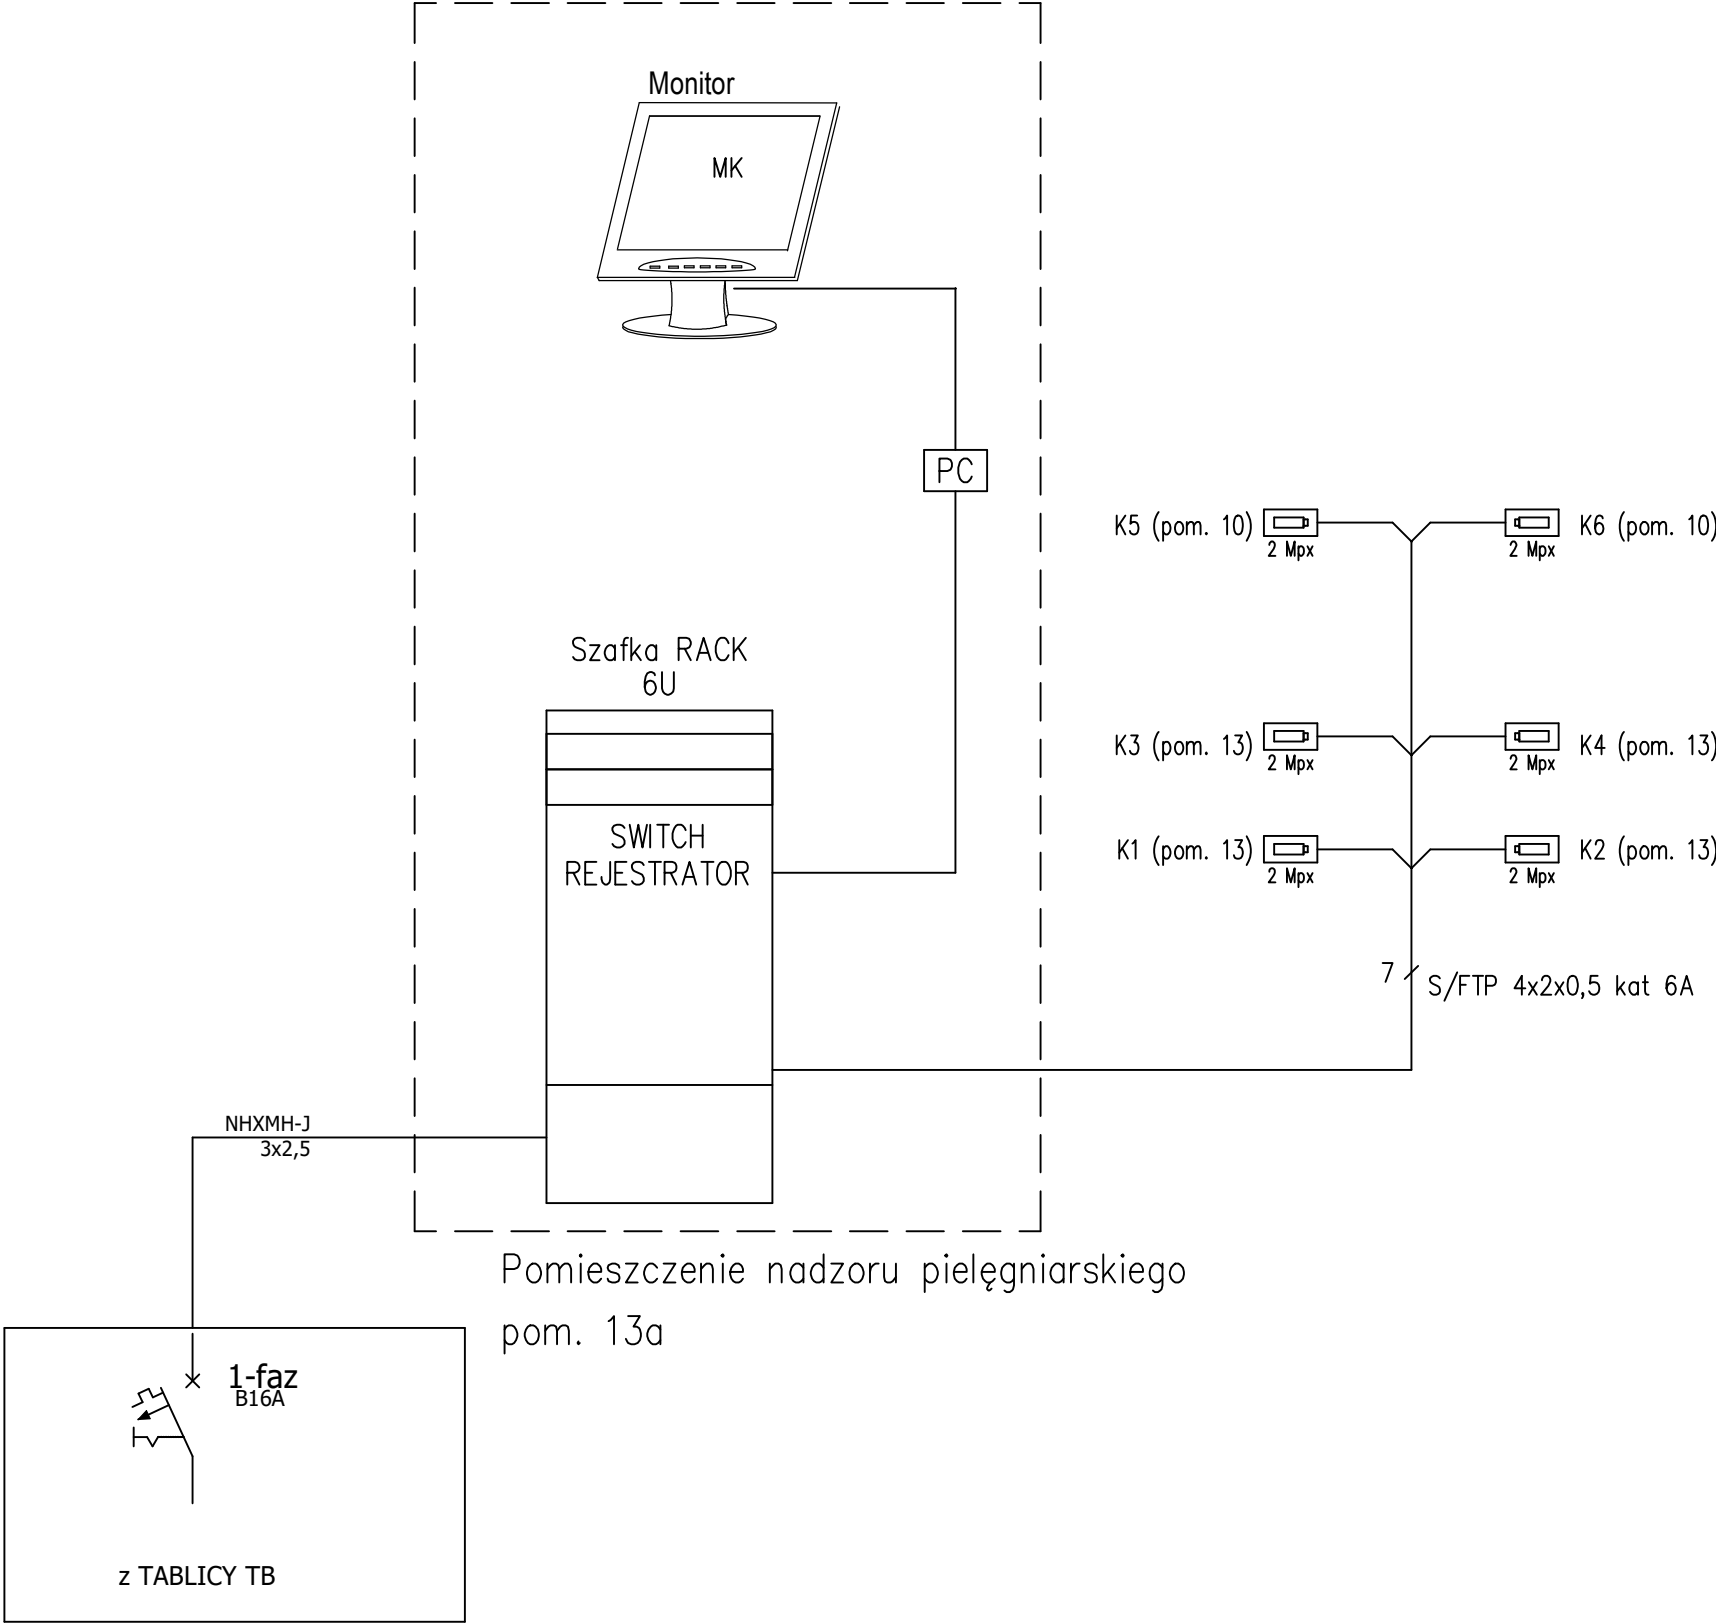 Monitor
MK
PC
K5 (pom. 10)
2 Mpx
K6 (pom. 10)
2 Mpx
Szafka RACK
6U
K3 (pom. 13)
2 Mpx
K4 (pom. 13)
2 Mpx
SWITCH
REJESTRATOR
K1 (pom. 13)
2 Mpx
K2 (pom. 13)
2 Mpx
7
S/FTP 4x2x0,5 kat 6A
NHXMH-J
3x2,5
Pomieszczenie nadzoru pielęgniarskiego
pom. 13a
1-faz
B16A
z TABLICY TB